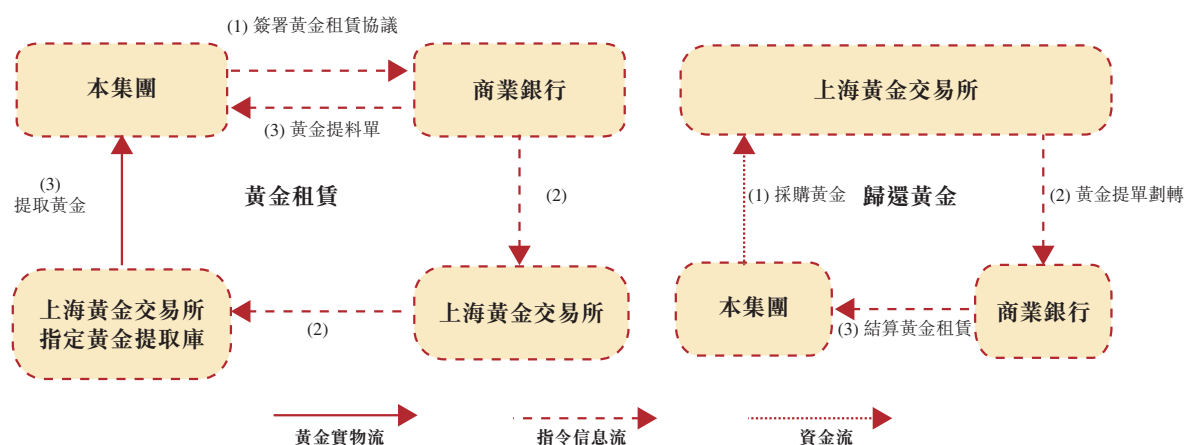 (1) 簽署黃金租賃協議
本集團
商業銀行
(3) 黃金提料單
(3)
提取黃金
黃金租賃
(2)
上海黃金交易所
指定黃金提取庫
(2)
上海黃金交易所
上海黃金交易所
(1) 採購黃金
歸還黃金
(2) 黃金提單劃轉
本集團
商業銀行
(3) 結算黃金租賃
黃金實物流
指令信息流
資金流